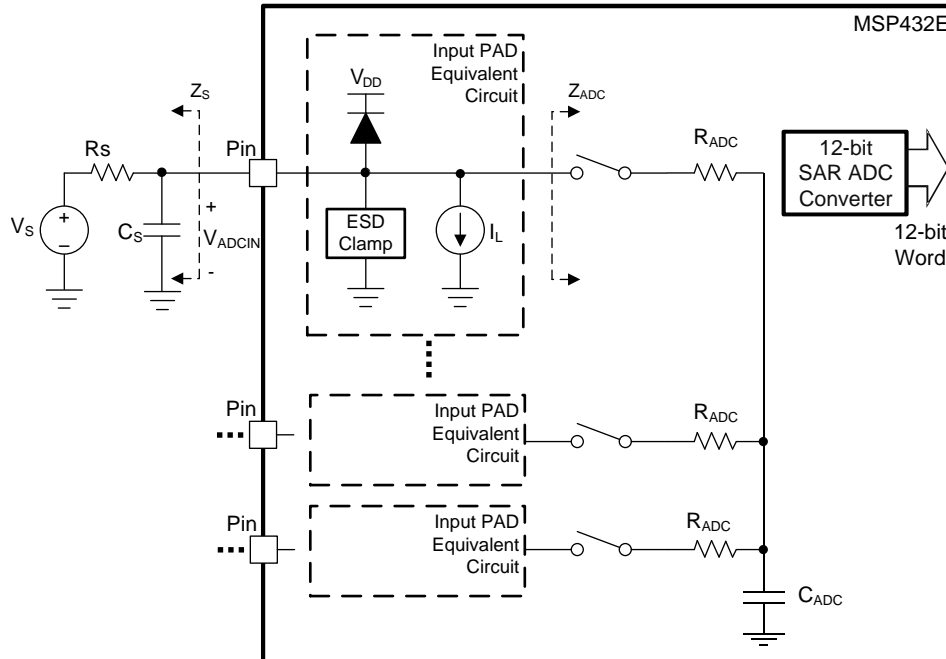 MSP432E
Input PAD
Equivalent
Circuit
VDD
ZS
ZADC
Rs
Pin
RADC
12-bit
SAR ADC
Converter
VS
+
−
CS
+
VADCIN
-
ESD
Clamp
IL
12-bit
Word
Pin
Input PAD
Equivalent
Circuit
RADC
Pin
Input PAD
Equivalent
Circuit
RADC
CADC